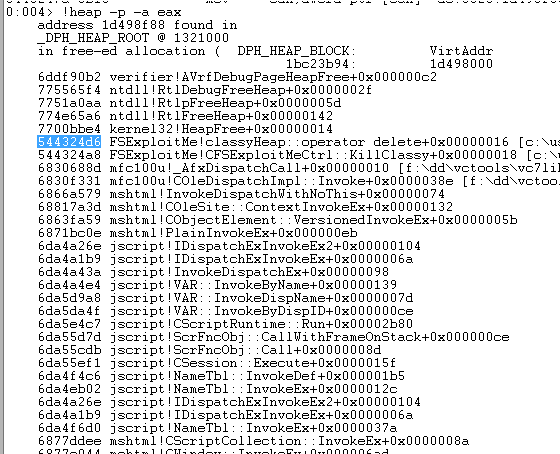 0:004> !heap -p -a eax
address 1d498f88 found in
_DPH_HEAP_ROOT @ 1321000
in free-ed allocation ( DPH_HEAP_BLOCK: VirtAddr
1bc23b94: 1d498000
6ddf90b2 verifier!AVrfDebugPageHeapFree+0x000000c2
775565f4 ntdll!RtlDebugFreeHeap+0x0000002f
7751a0aa ntdll!RtlpFreeHeap+0x0000005d
774e65a6 ntdll!RtlFreeHeap+0x00000142
7700bbe4 kernel32!HeapFree+0x00000014
544324d6 FSExploitMe!classyHeap::operator delete+0x00000016 [c:\us
544324a8 FSExploitMe!CFSExploitMeCtrl::KillClassy+0x00000018 [c:
6830688d mfc100u!_AfxDispatchCall+0x00000010 [f:\dd\vctools\vc7lib
6830f331 mfc100u!COleDispatchImpl::Invoke+0x0000038e [f:\dd\vctoo
6866a579 mshtml!InvokeDispatchWithNoThis+0x00000074
68817a3d mshtml!COleSite::ContextInvokeEx+0x00000132
6863fa59 mshtml!CObjectElement::VersionedInvokeEx+0x0000005b
6871bc0e mshtml!PlainInvokeEx+0x000000eb
6da4a26e jscript!IDispatchExInvokeEx2+0x00000104
6da4a1b9 jscript!IDispatchExInvokeEx+0x0000006a
6da4a43a jscript!InvokeDispatchEx+0x00000098
6da4a4e4 jscript!VAR::InvokeByName+0x00000139
6da5d9a8 jscript!VAR::InvokeDispName+0x0000007d
6da5da4f jscript!VAR::InvokeByDispID+0x000000ce
6da5e4c7 jscript!CScriptRuntime::Run+0x00002b80
6da55d7d jscript!ScrFncObj::CallWithFrameOnStack+0x000000ce
6da55cdb jscript!ScrFncObj::Call+0x0000008d
6da55ef1 jscript!CSession::Execute+0x0000015f
6da4f4c6 jscript!NameTbl::InvokeDef+0x000001b5
6da4eb02 jscript!NameTbl::InvokeEx+0x0000012c
6da4a26e jscript!IDispatchExInvokeEx2+0x00000104
6da4a1b9 jscript!IDispatchExInvokeEx+0x0000006a
6da4f6d0 jscript!NameTbl::InvokeEx+0x0000037a
6877ddee mshtml!CScriptCollection::InvokeEx+0x0000008a